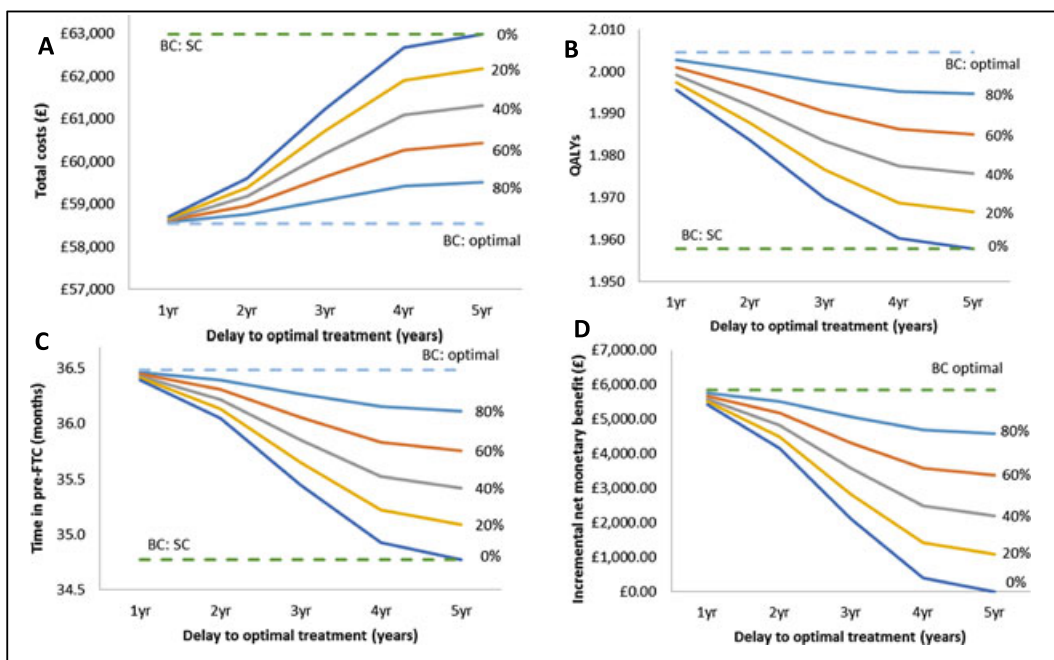 A
Total costs (£)
£63,000
£62,000
£61,000
£60,000
£59,000
£58,000
£57,000
BC: SC
0%
20%
40%
60%
80%
BC: optimal
1yr 2yr 3yr 4yr 5yr
Delay to optimal treatment (years)
B
QALYs
2.010
2.000
1.990
1.980
1.970
1.960
1.950
BC: optimal
80%
60%
40%
20%
BC: SC
0%
1yr 2yr 3yr 4yr 5yr
Delay to optimal treatment (years)
C
Time in pre-FTC (months)
36.5
36.0
35.5
35.0
34.5
BC: optimal
80%
60%
40%
20%
BC: SC
0%
1yr 2yr 3yr 4yr 5yr
Delay to optimal treatment (years)
D
Incremental net monetary benefit (£)
£7,000.00
£6,000.00
£5,000.00
£4,000.00
£3,000.00
£2,000.00
£1,000.00
£0.00
BC optimal
80%
60%
40%
20%
0%
1yr 2yr 3yr 4yr 5yr
Delay to optimal treatment (years)